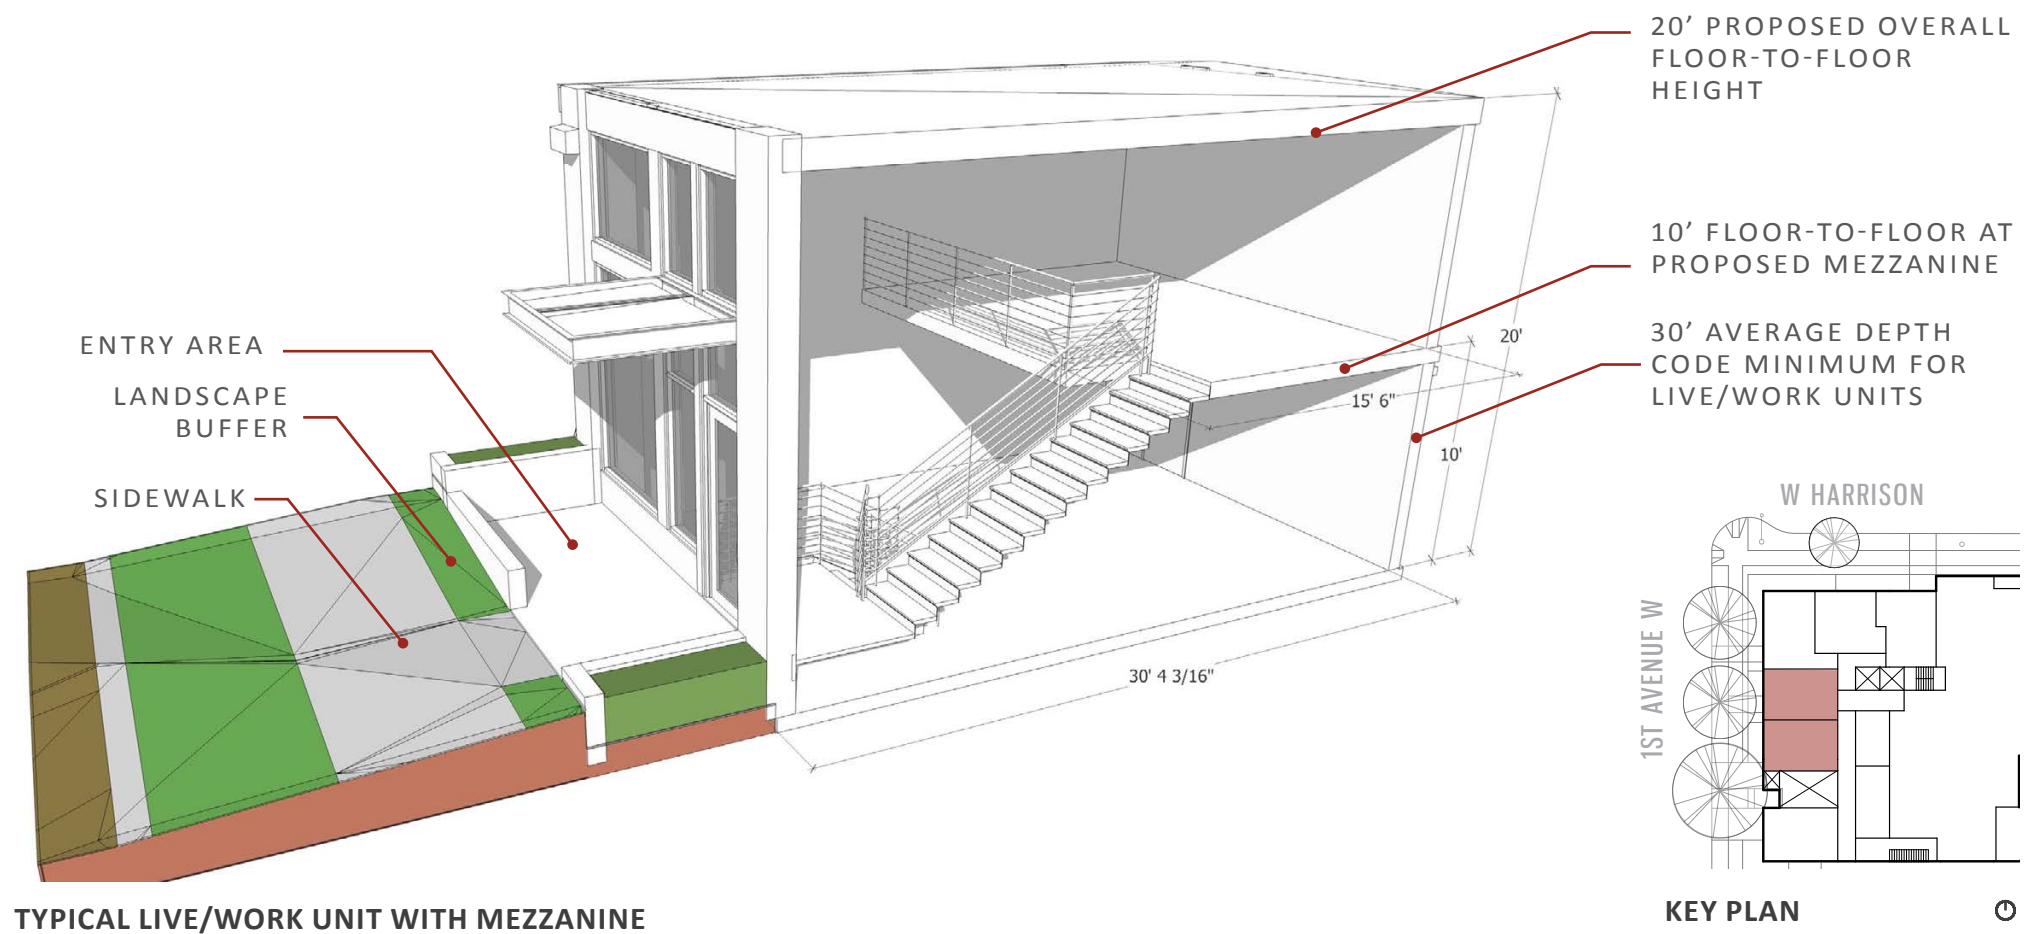 20’ PROPOSED OVERALL
FLOOR-TO-FLOOR
HEIGHT
10’ FLOOR-TO-FLOOR AT
PROPOSED MEZZANINE
30’ AVERAGE DEPTH
CODE MINIMUM FOR
LIVE/WORK UNITS
ENTRY AREA
LANDSCAPE
BUFFER
SIDEWALK
20'
15' 6"
10'
30' 4 3/16"
W HARRISON
1ST AVENUE W
TYPICAL LIVE/WORK UNIT WITH MEZZANINE
KEY PLAN